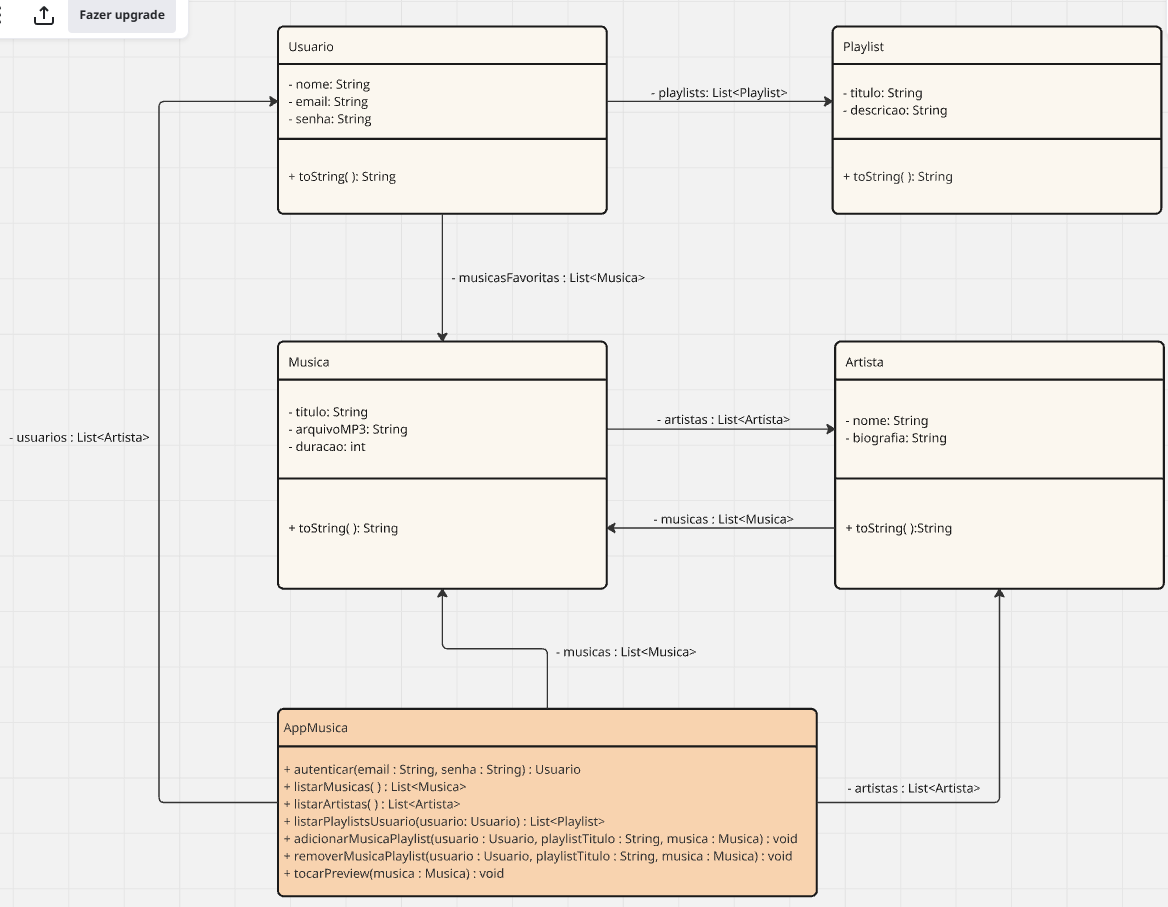 Fazer upgrade
Usuario
- nome: String
- email: String
- senha: String
+ toString( ): String
- playlists: List<Playlist>
Playlist
- titulo: String
- descricao: String
+ toString( ): String
- musicasFavoritas : List<Musica>
Musica
- titulo: String
- arquivoMP3: String
- duracao: int
+ toString( ): String
- artistas : List<Artista>
- musicas : List<Musica>
Artista
- nome: String
- biografia: String
+ toString( ):String
- usuarios : List<Artista>
- musicas : List<Musica>
AppMusica
+ autenticar(email : String, senha : String) : Usuario
+ listarMusicas( ) : List<Musica>
+ listarArtistas( ) : List<Artista>
+ listarPlaylistsUsuario(usuario: Usuario) : List<Playlist>
+ adicionarMusicaPlaylist(usuario : Usuario, playlistTitulo : String, musica : Musica) : void
+ removerMusicaPlaylist(usuario : Usuario, playlistTitulo : String, musica : Musica) : void
+ tocarPreview(musica : Musica) : void
- artistas : List<Artista>